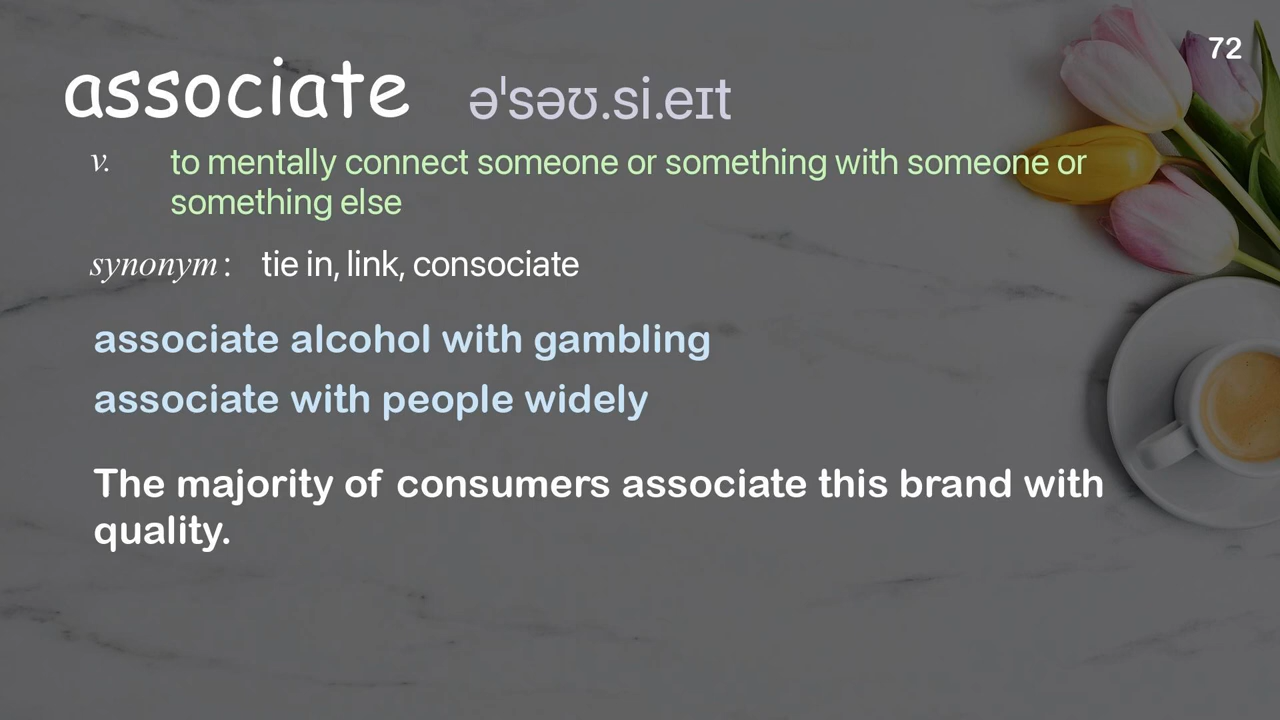 72
associate əˈsəʊ.si.eɪt
v. to mentally connect someone or something with someone or
something else
synonym : tie in, link, consociate
associate alcohol with gambling
associate with people widely
The majority of consumers associate this brand with
quality.